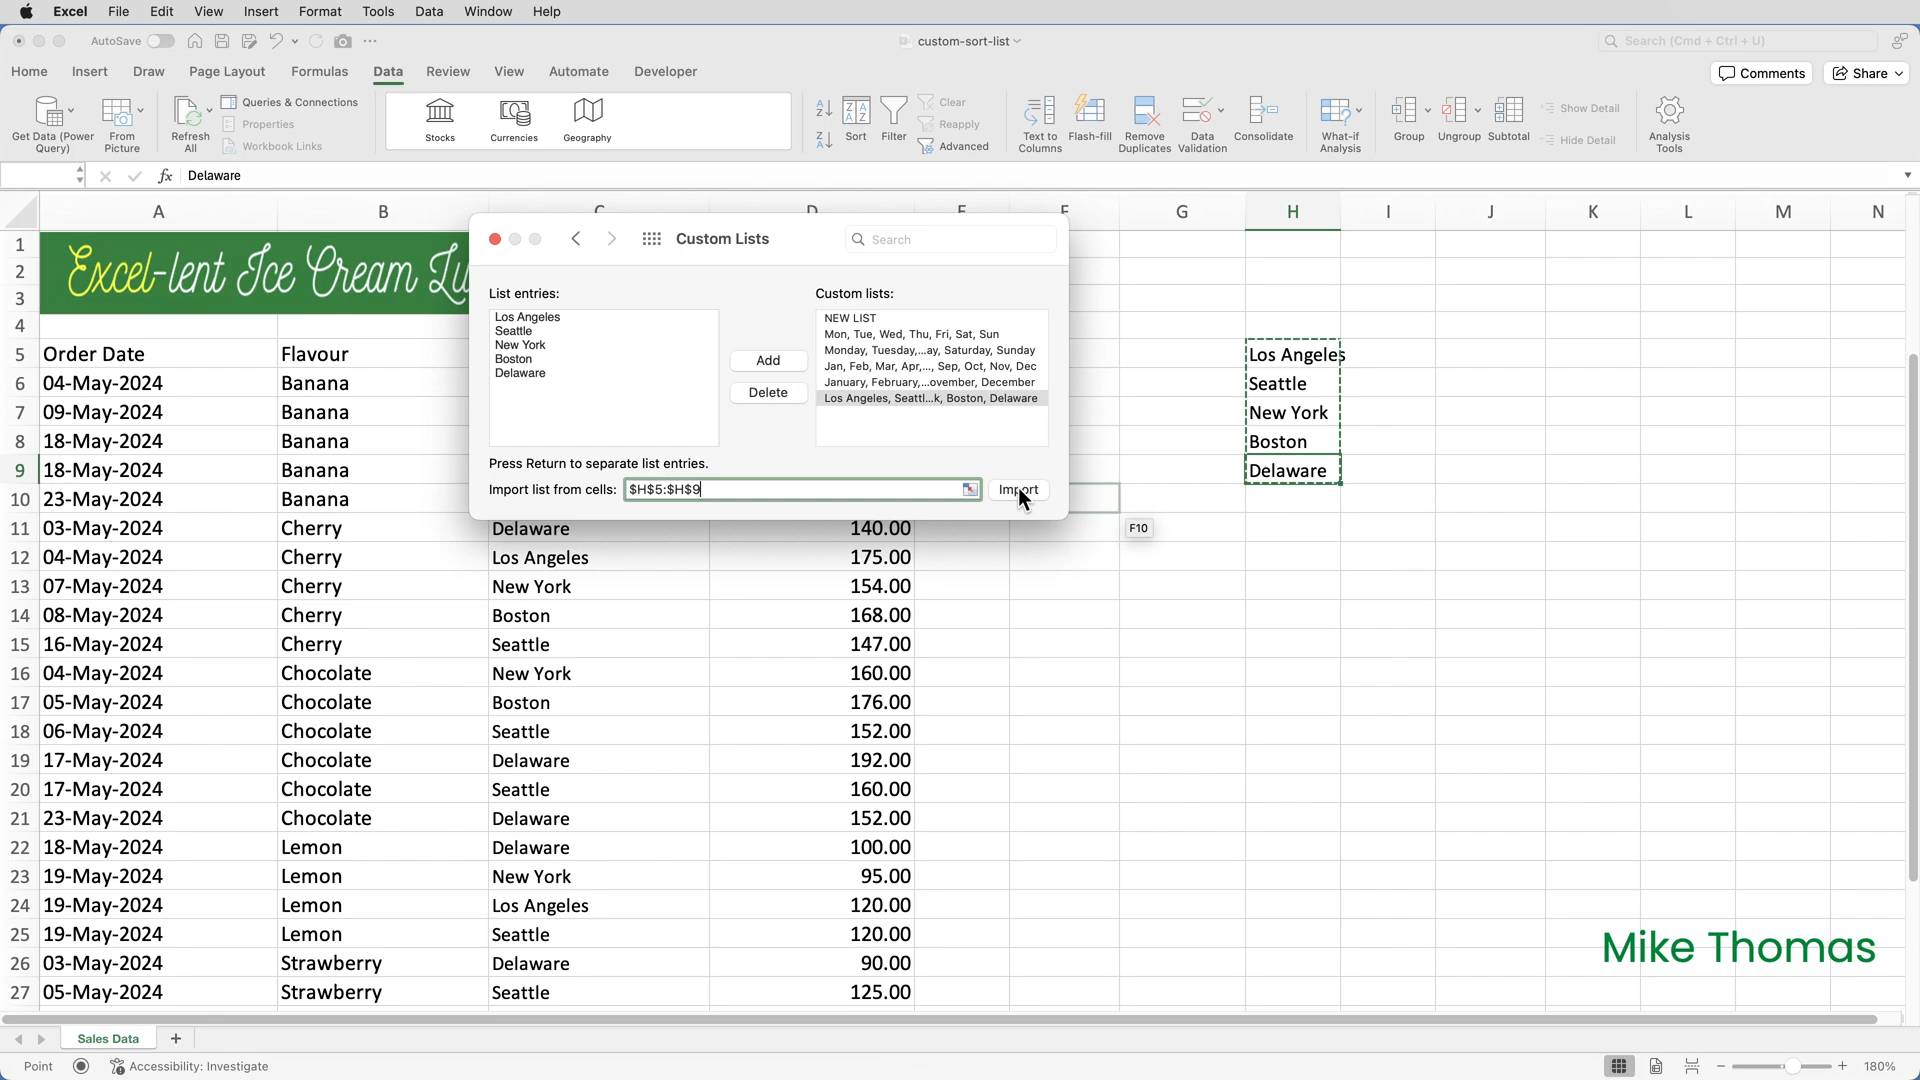 Excel File Edit View Insert Format Tools Data Window Help
AutoSave custom-sort-list Search (Cmd + Ctrl + U)
Home Insert Draw Page Layout Formulas Data Review View Automate Developer Comments Share
Get Data (Power Query) From Picture Refresh All Queries & Connections Properties Workbook Links Stocks Currencies Geography Sort Filter Clear Reapply Advanced Text to Columns Flash-fill Remove Duplicates Data Validation Consolidate What-if Analysis Group Ungroup Subtotal Show Detail Hide Detail Analysis Tools
fx Delaware
A B C D E F G H I J K L M N
1
2 Excel-lent Ice Cream
3
4
Custom Lists Search
List entries: Custom lists:
Los Angeles
Seattle
New York
Boston
Delaware
Add
Delete
NEW LIST
Mon, Tue, Wed, Thu, Fri, Sat, Sun
Monday, Tuesday,...ay, Saturday, Sunday
Jan, Feb, Mar, Apr,..., Sep, Oct, Nov, Dec
January, February,...ovember, December
Los Angeles, Seattl...k, Boston, Delaware
Press Return to separate list entries.
Import list from cells: $H$5:$H$9 Import
5 Order Date Flavour Los Angeles
6 04-May-2024 Banana Seattle
7 09-May-2024 Banana New York
8 18-May-2024 Banana Boston
9 18-May-2024 Banana Delaware
10 23-May-2024 Banana
F10
11 03-May-2024 Cherry Delaware 140.00
12 04-May-2024 Cherry Los Angeles 175.00
13 07-May-2024 Cherry New York 154.00
14 08-May-2024 Cherry Boston 168.00
15 16-May-2024 Cherry Seattle 147.00
16 04-May-2024 Chocolate New York 160.00
17 05-May-2024 Chocolate Boston 176.00
18 06-May-2024 Chocolate Seattle 152.00
19 17-May-2024 Chocolate Delaware 192.00
20 17-May-2024 Chocolate Seattle 160.00
21 23-May-2024 Chocolate Delaware 152.00
22 18-May-2024 Lemon Delaware 100.00
23 19-May-2024 Lemon New York 95.00
24 19-May-2024 Lemon Los Angeles 120.00
25 19-May-2024 Lemon Seattle 120.00
Mike Thomas
26 03-May-2024 Strawberry Delaware 90.00
27 05-May-2024 Strawberry Seattle 125.00
Sales Data
Point Accessibility: Investigate 180%